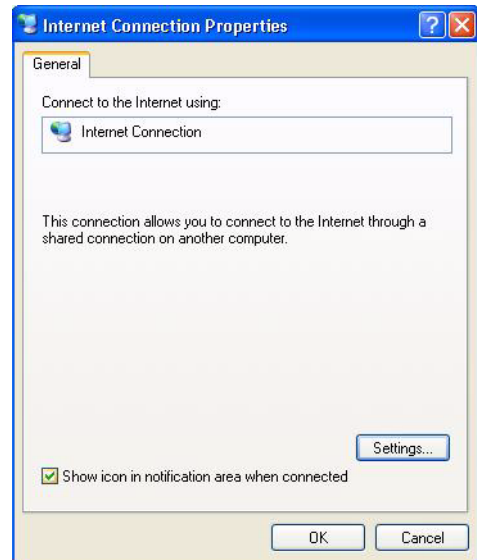 Internet Connection Properties
General
Connect to the Internet using:
Internet Connection
This connection allows you to connect to the Internet through a
shared connection on another computer.
Settings...
Show icon in notification area when connected
OK Cancel